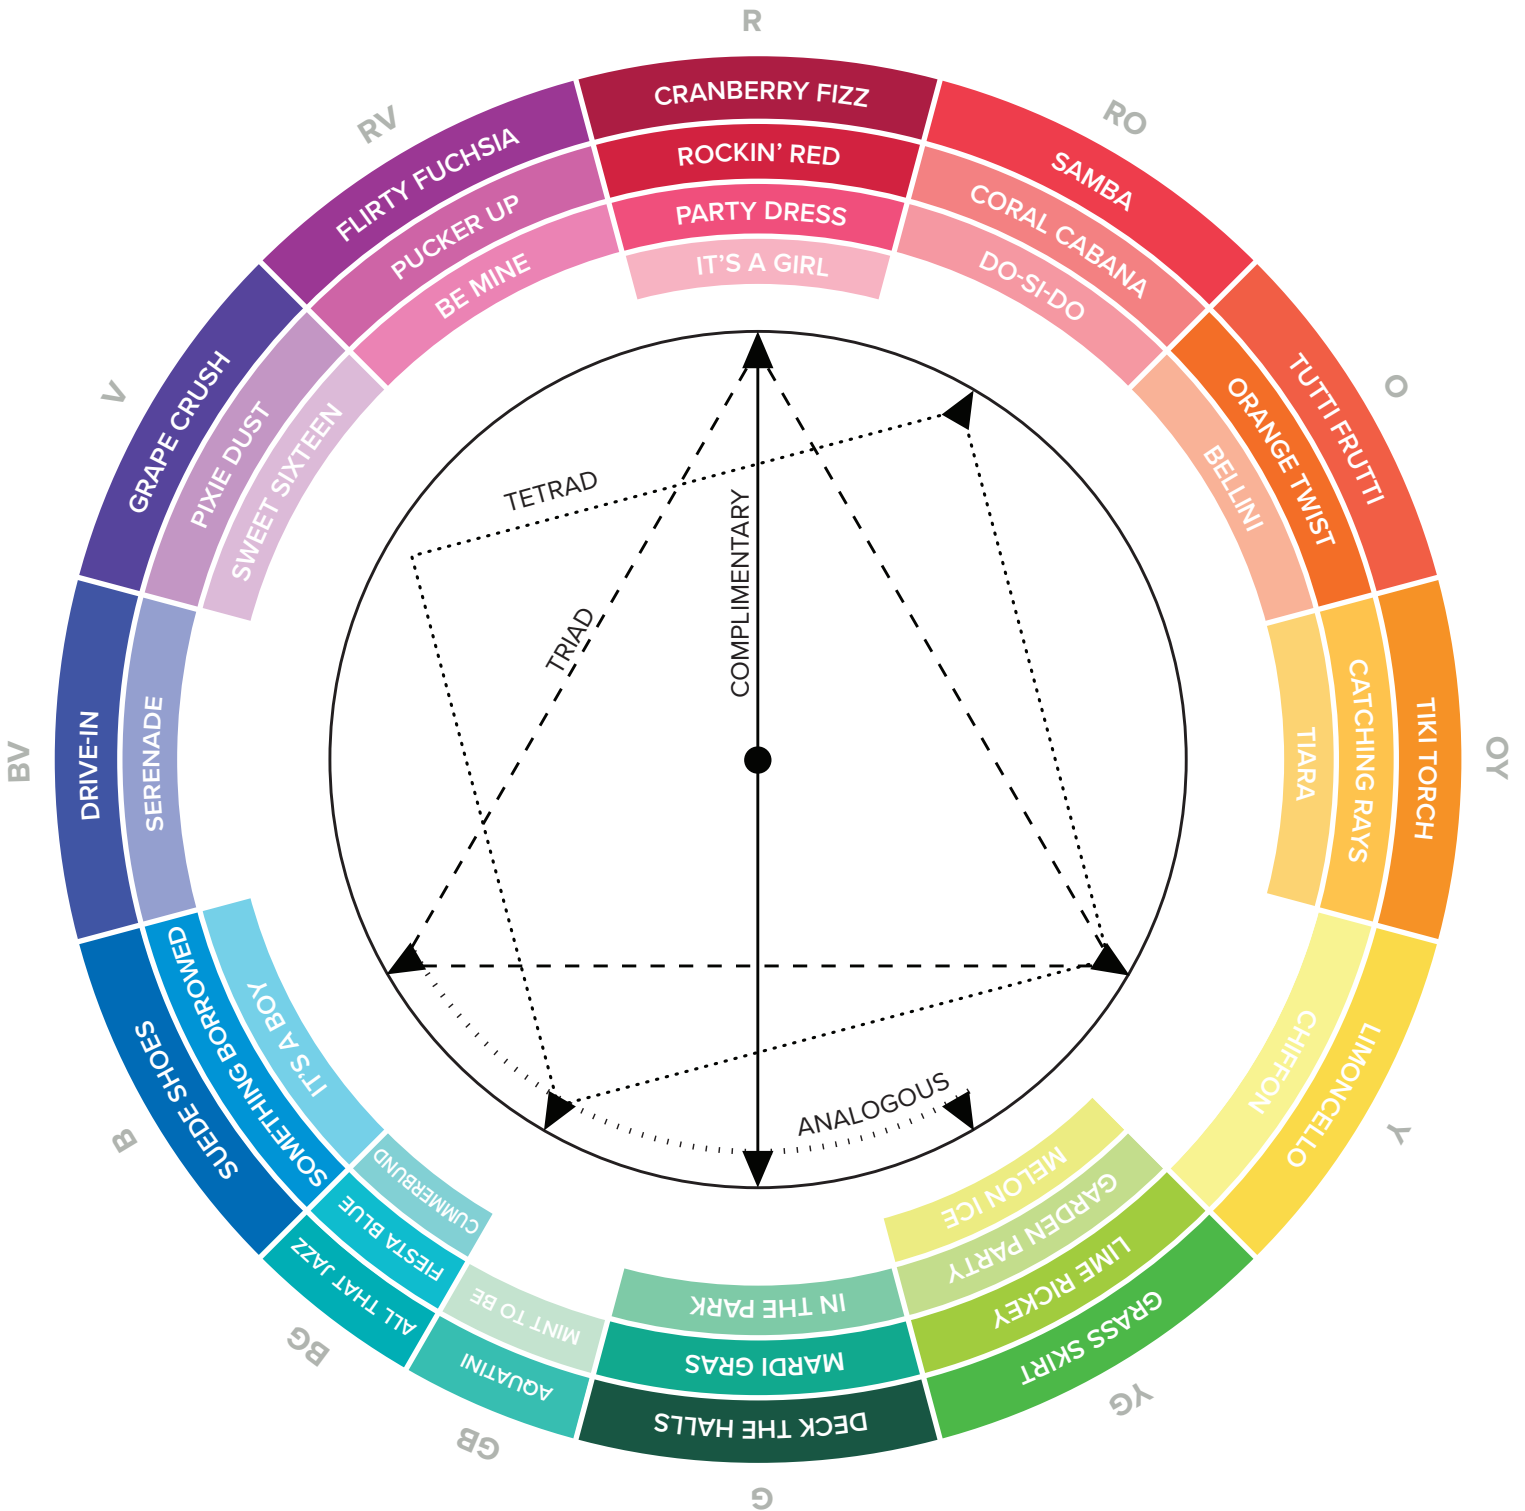 R
CRANBERRY FIZZ
ROCKIN’ RED
PARTY DRESS
IT’S A GIRL
RO
SAMBA
CORAL CABANA
DO-SI-DO
O
TUTTI FRUTTI
ORANGE TWIST
BELLINI
OY
TIKI TORCH
CATCHING RAYS
TIARA
Y
LIMONCELLO
CHIFFON
YG
GRASS SKIRT
LIME RICKEY
GARDEN PARTY
MELON ICE
G
DECK THE HALLS
MARDI GRAS
IN THE PARK
GB
AQUATINI
MINT TO BE
BG
ALL THAT JAZZ
FIESTA BLUE
CUMMERBUND
B
SUEDE SHOES
SOMETHING BORROWED
IT’S A BOY
BV
DRIVE-IN
SERENADE
V
GRAPE CRUSH
PIXIE DUST
SWEET SIXTEEN
RV
FLIRTY FUCHSIA
PUCKER UP
BE MINE
TETRAD
TRIAD
COMPLIMENTARY
ANALOGOUS